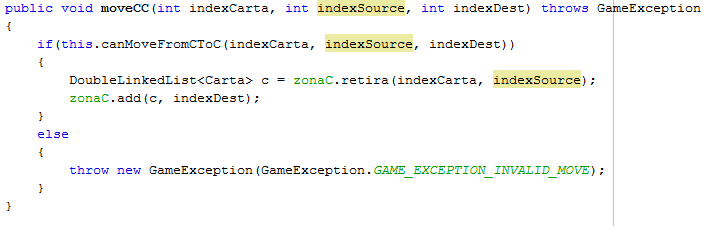 public void moveCC(int indexCarta, int indexSource, int indexDest) throws GameException
{
if(this.canMoveFromCToC(indexCarta, indexSource, indexDest))
{
DoubleLinkedList<Carta> c = zonaC.retira(indexCarta, indexSource);
zonaC.add(c, indexDest);
}
else
{
throw new GameException(GameException.GAME_EXCEPTION_INVALID_MOVE);
}
}